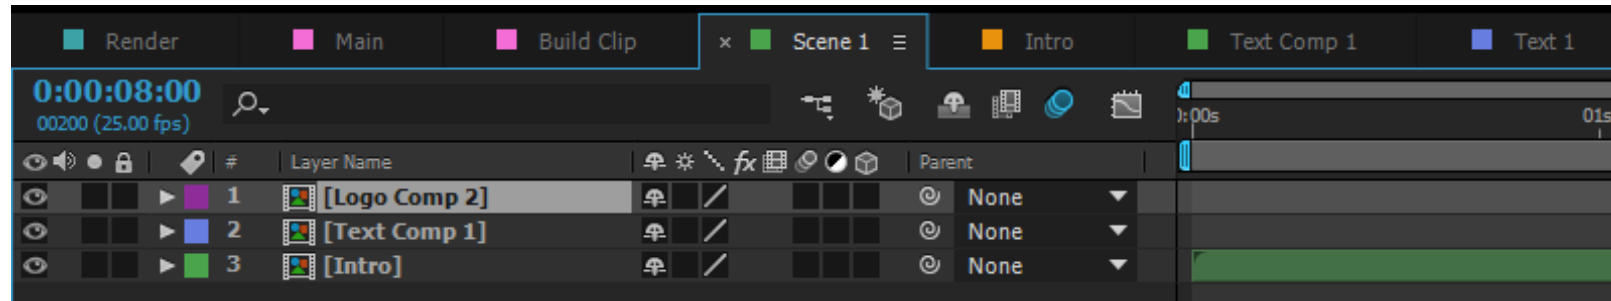 Render Main Build Clip × Scene 1 ≡ Intro Text Comp 1 Text 1
0:00:08:00
00200 (25.00 fps)
):00s 01s
# Layer Name fx Parent
1 [Logo Comp 2] None
2 [Text Comp 1] None
3 [Intro] None